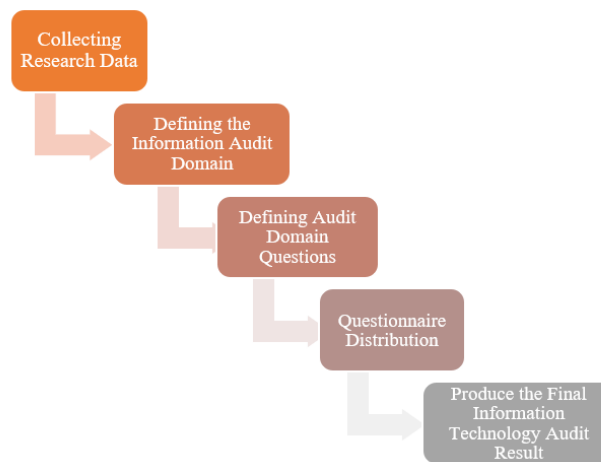 Collecting
Research Data
Defining the
Information Audit
Domain
Defining Audit
Domain
Questions
Questionnaire
Distribution
Produce the Final
Information
Technology Audit
Result